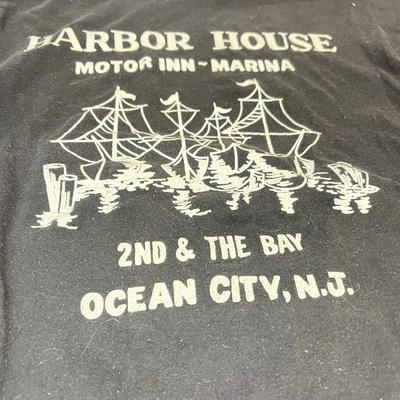 HARBOR HOUSE
MOTOR INN~MARINA
2ND & THE BAY
OCEAN CITY, N.J.